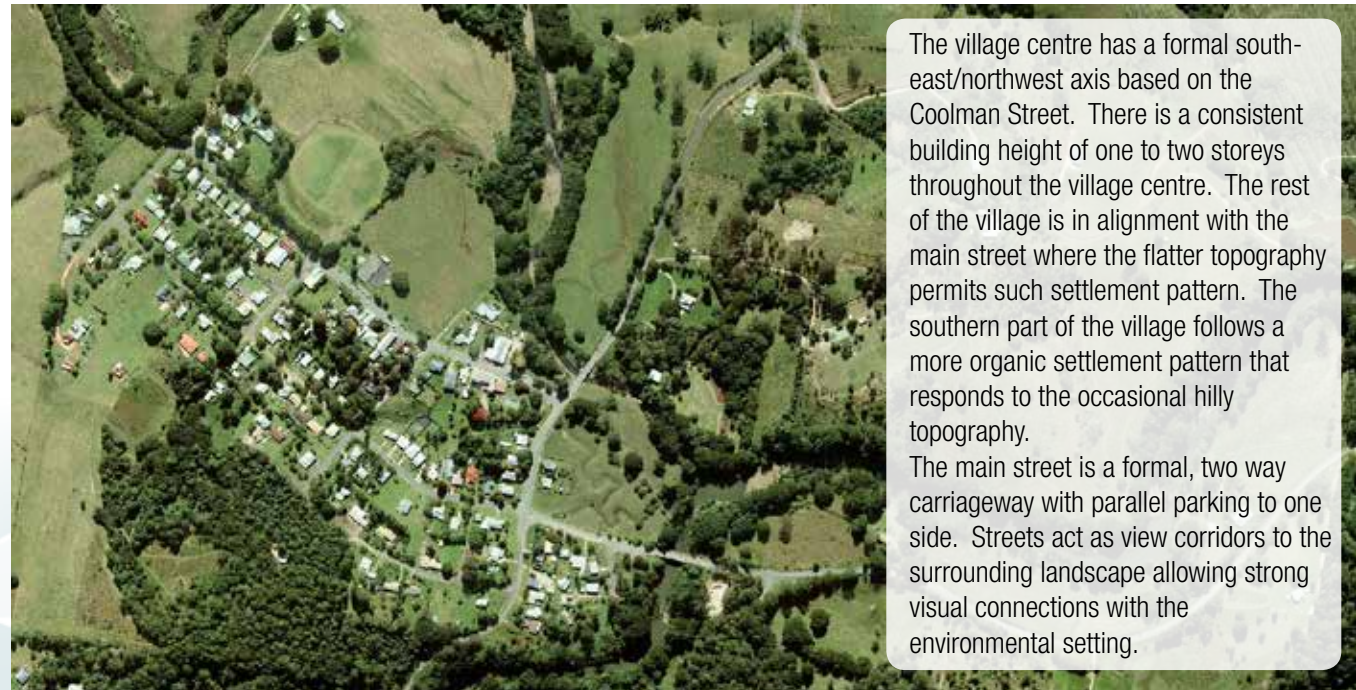 The village centre has a formal south-
east/northwest axis based on the
Coolman Street.  There is a consistent
building height of one to two storeys
throughout the village centre.  The rest
of the village is in alignment with the
main street where the flatter topography
permits such settlement pattern.  The
southern part of the village follows a
more organic settlement pattern that
responds to the occasional hilly
topography.
The main street is a formal, two way
carriageway with parallel parking to one
side.  Streets act as view corridors to the
surrounding landscape allowing strong
visual connections with the
environmental setting.